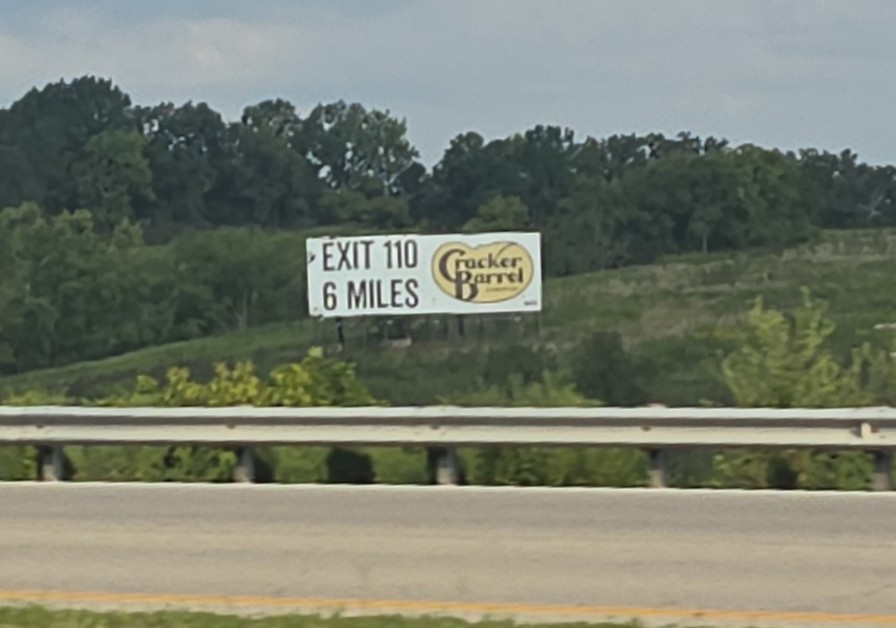 EXIT 110
6 MILES
Cracker
Barrel